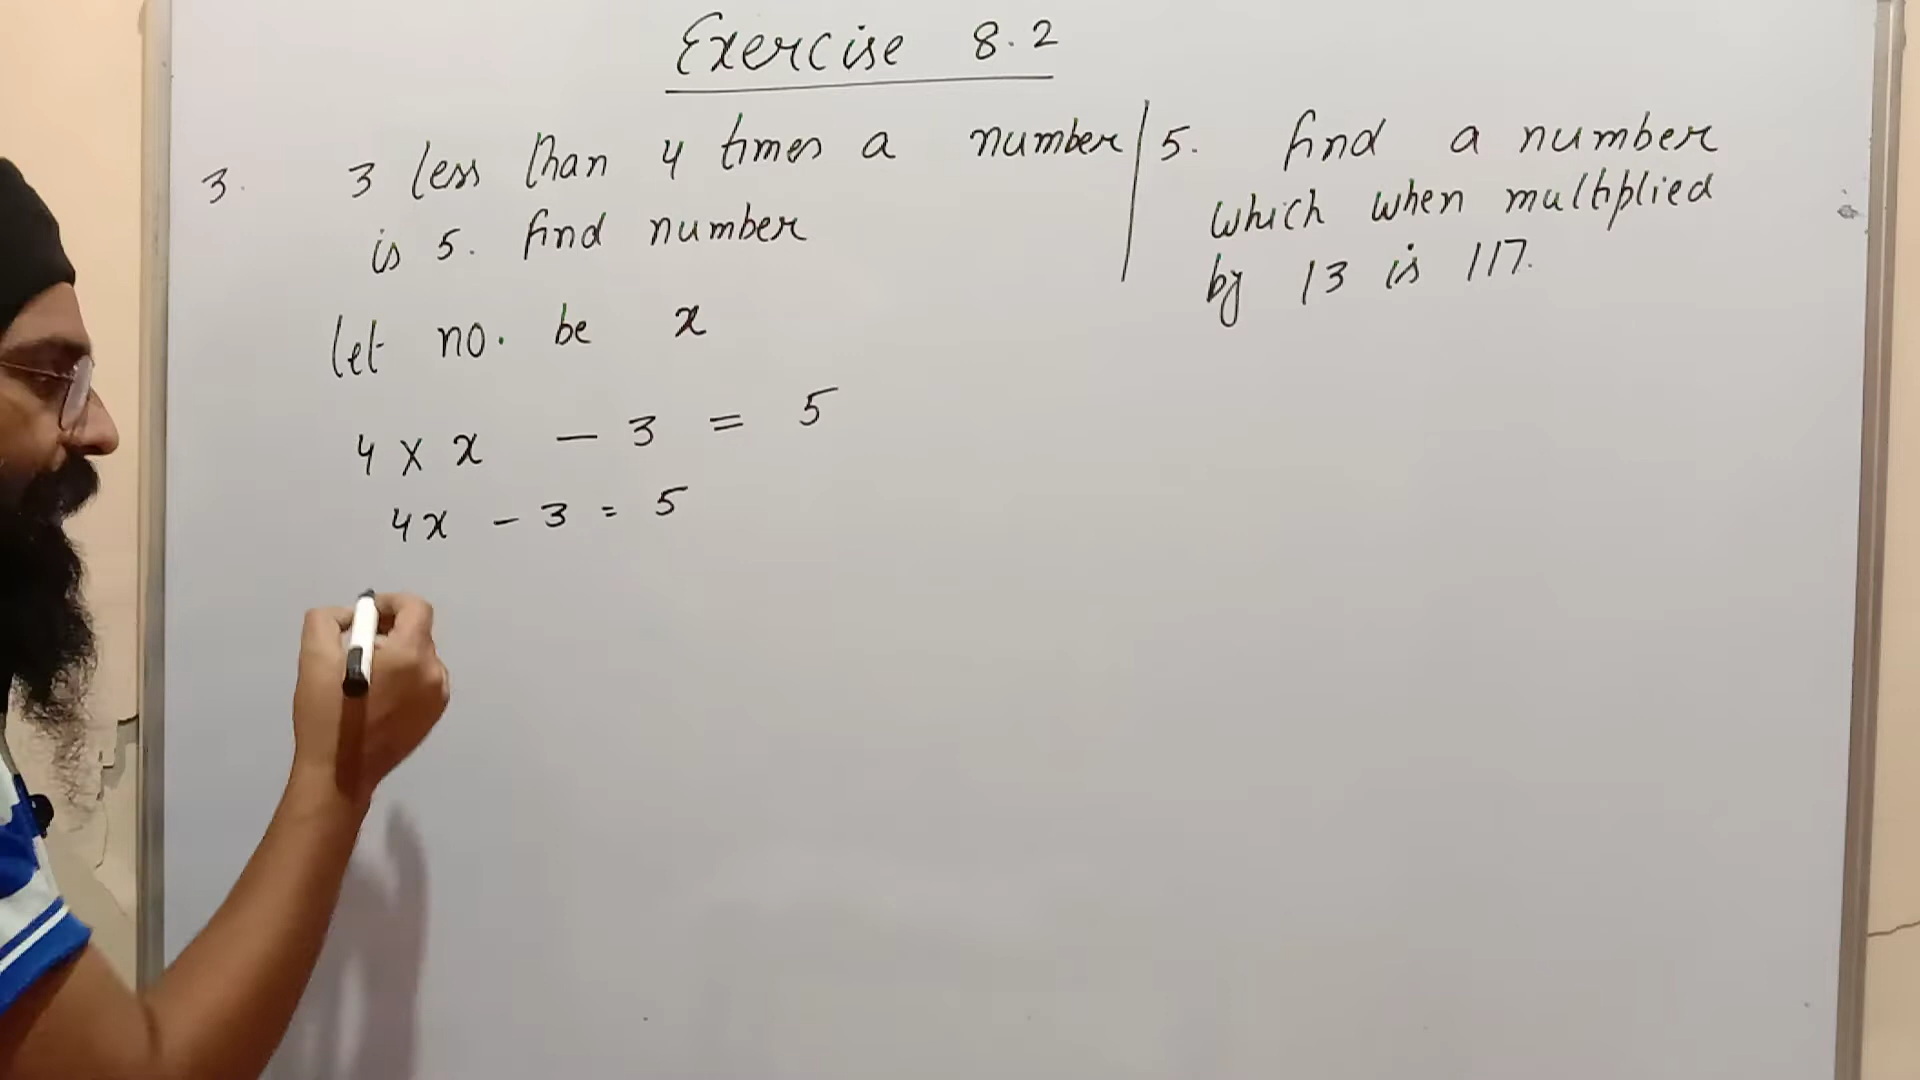 Exercise 8.2
3. 3 less than 4 times a number
is 5. find number
let no. be x
4 × x - 3 = 5
4x - 3 = 5
5. find a number
which when multiplied
by 13 is 117.